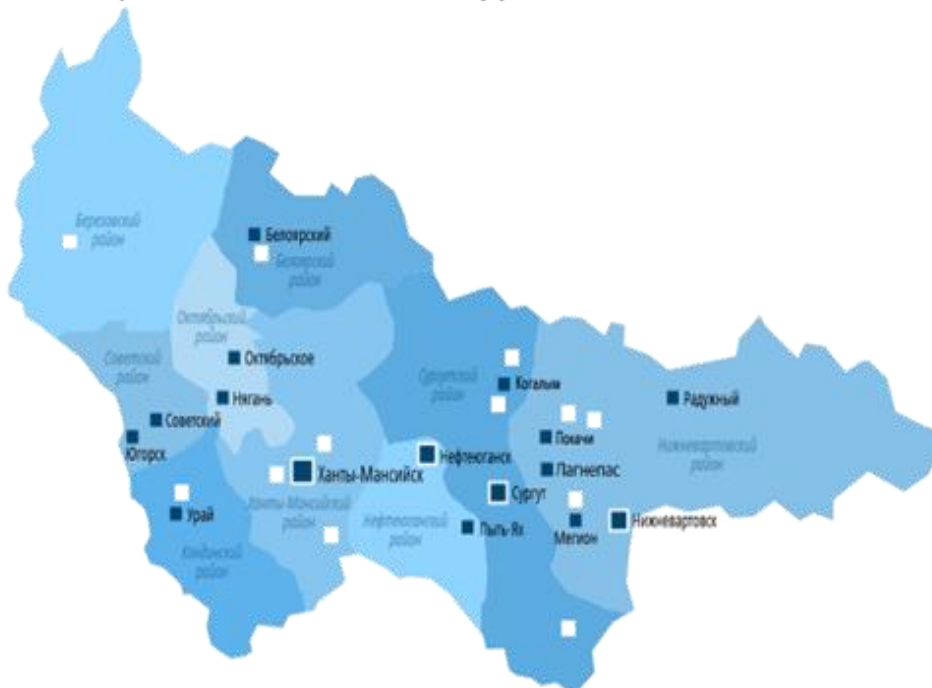 Березовский
район
Белоярский
Белоярский
район
Октябрьский
район
Октябрьское
Советский
район
Сургутский
район
Когалым
Радужный
Нягань
Советский
Югорск
Покачи
Нижневартовский
район
Нефтеюганск
Лагнепас
Ханты-Мансийск
Сургут
Ханты-Мансийский
район
Урай
Нефтеюганский
район
Пыть-Ях
Мегион
Нижневартовск
Кондинский
район